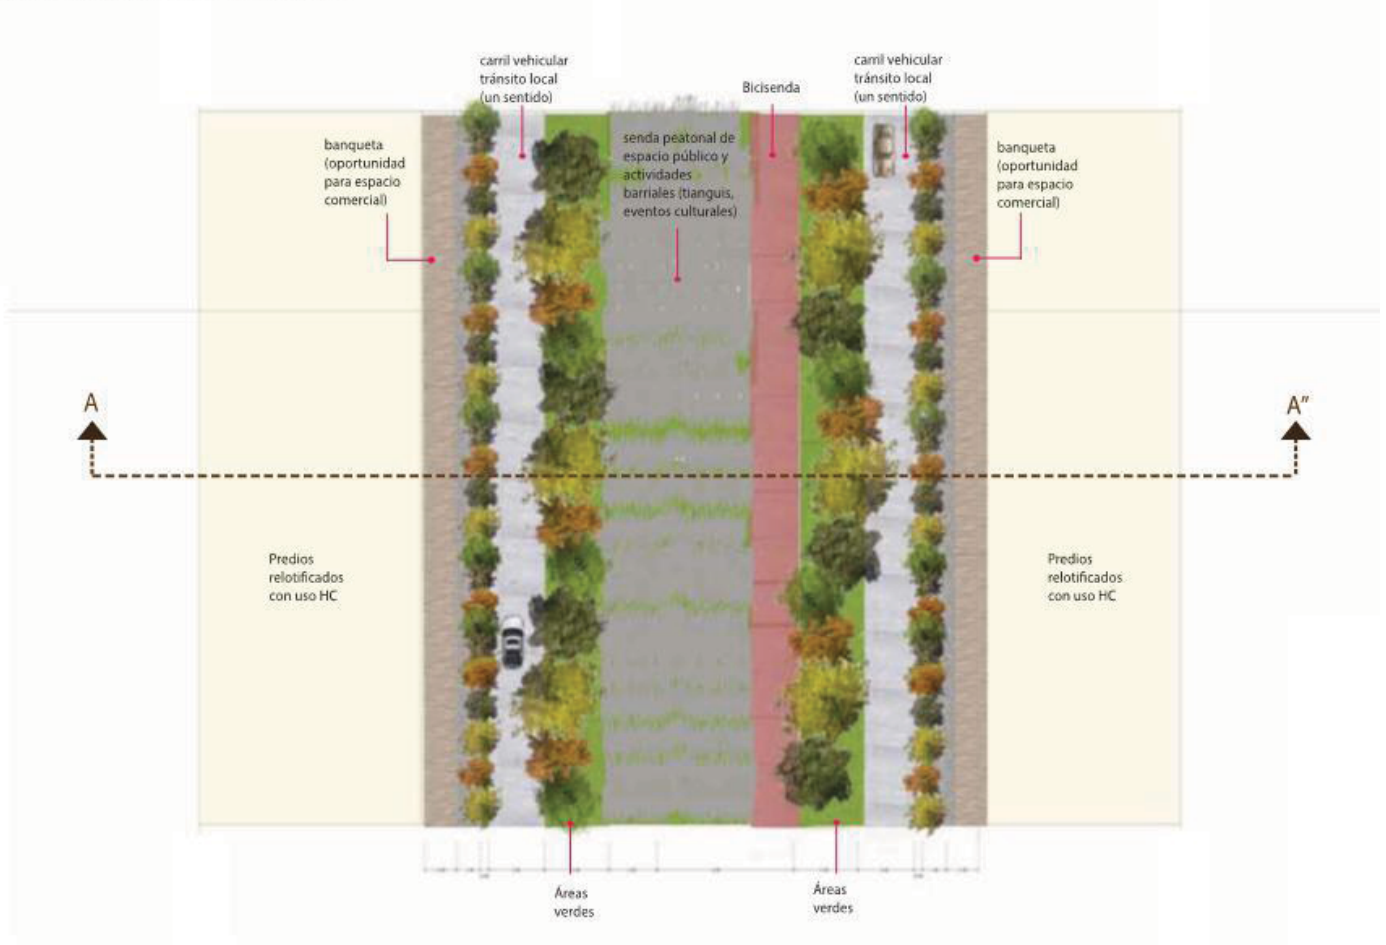 carril vehicular
tránsito local
(un sentido)
carril vehicular
tránsito local
(un sentido)
Bicisenda
banqueta
(oportunidad
para espacio
comercial)
senda peatonal de
espacio público y
actividades
barriales (tianguis,
eventos culturales)
banqueta
(oportunidad
para espacio
comercial)
A
A”
Predios
relotificados
con uso HC
Predios
relotificados
con uso HC
Áreas
verdes
Áreas
verdes